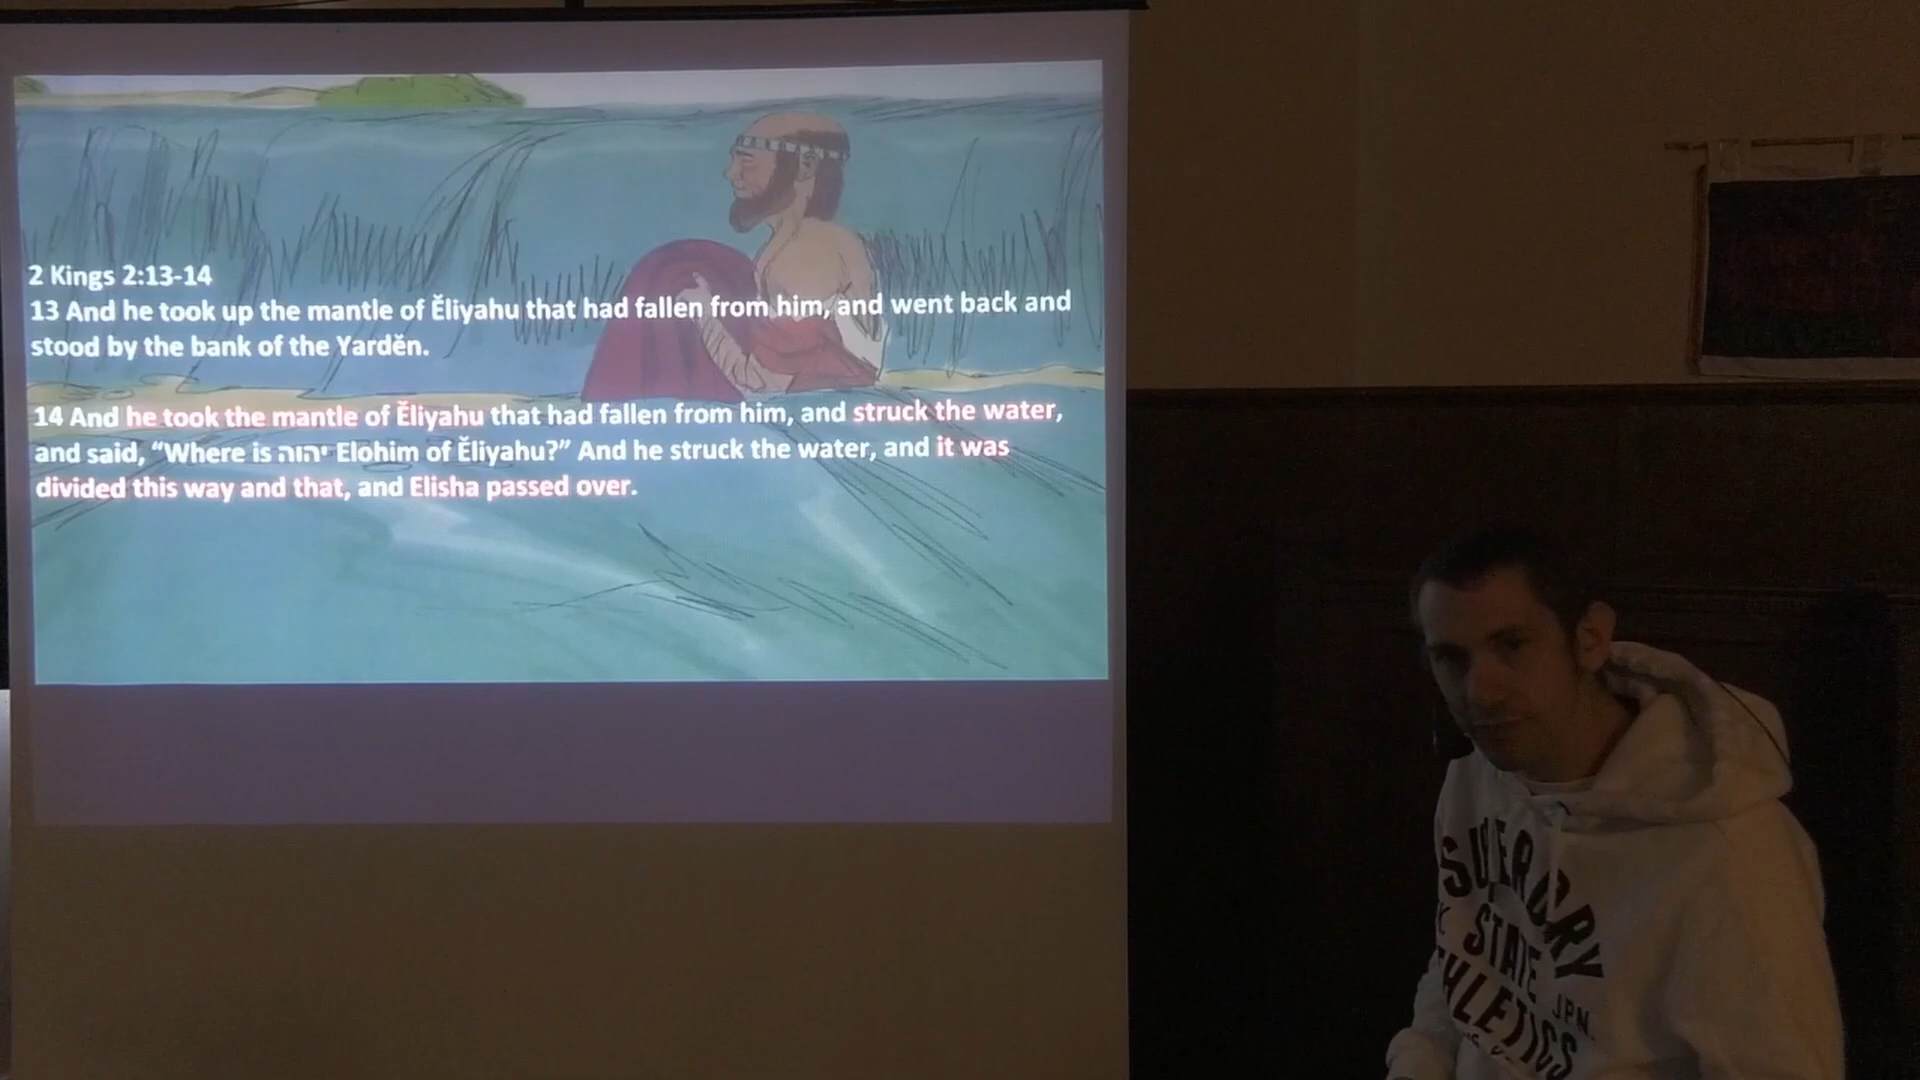 2 Kings 2:13-14
13 And he took up the mantle of Ěliyahu that had fallen from him, and went back and
stood by the bank of the Yarděn.
14 And he took the mantle of Ěliyahu that had fallen from him, and struck the water,
and said, “Where is יהוה Elohim of Ěliyahu?” And he struck the water, and it was
divided this way and that, and Elisha passed over.
SUPERDRY
STATE
JPN
ATHLETICS